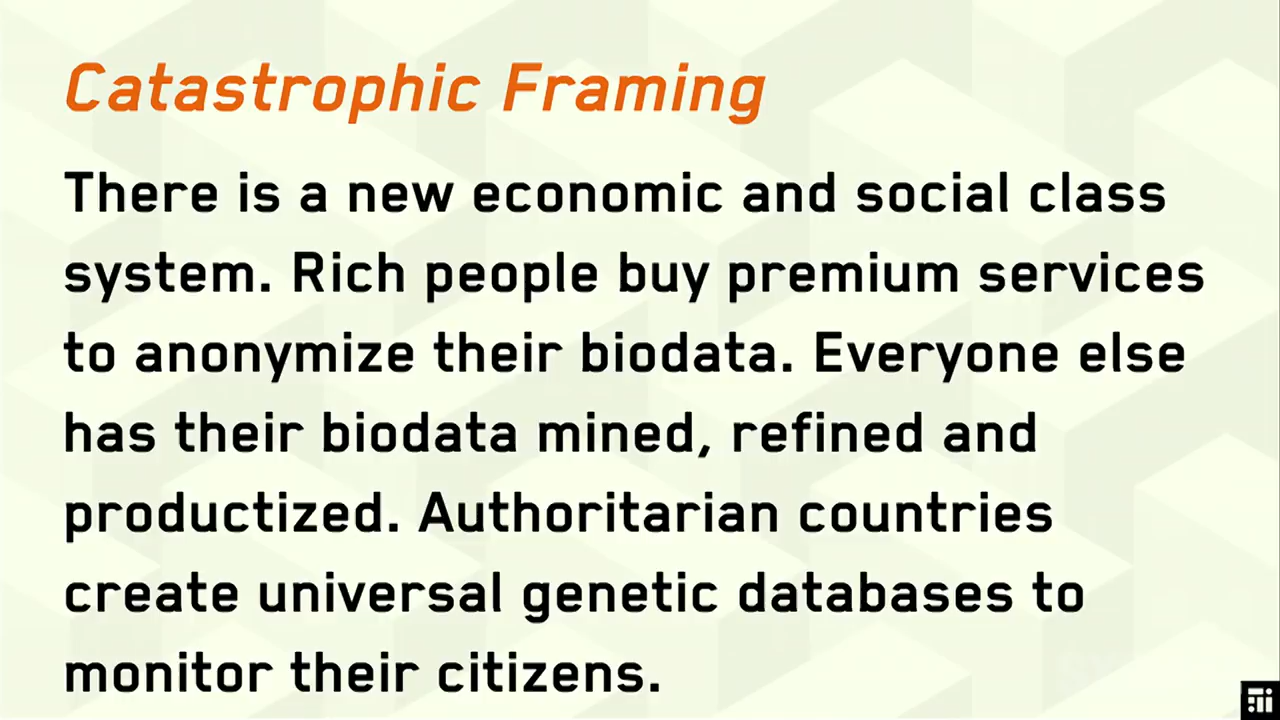 Catastrophic Framing
There is a new economic and social class
system. Rich people buy premium services
to anonymize their biodata. Everyone else
has their biodata mined, refined and
productized. Authoritarian countries
create universal genetic databases to
monitor their citizens.